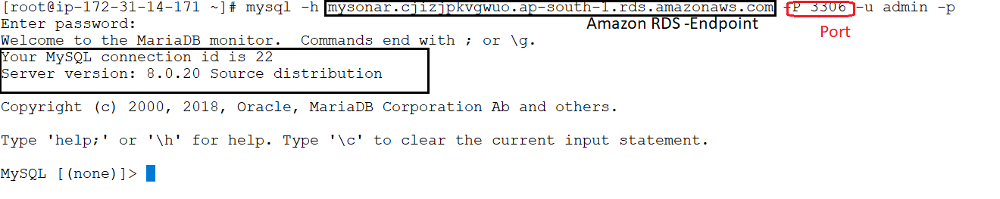 [root@ip-172-31-14-171 ~]# mysql -h mysonar.cjizjpkvgwuo.ap-south-1.rds.amazonaws.com -P 3306 -u admin -p
Amazon RDS -Endpoint
Port
Enter password:
Welcome to the MariaDB monitor.  Commands end with ; or \g.
Your MySQL connection id is 22
Server version: 8.0.20 Source distribution
Copyright (c) 2000, 2018, Oracle, MariaDB Corporation Ab and others.
Type 'help;' or '\h' for help. Type '\c' to clear the current input statement.
MySQL [(none)]>